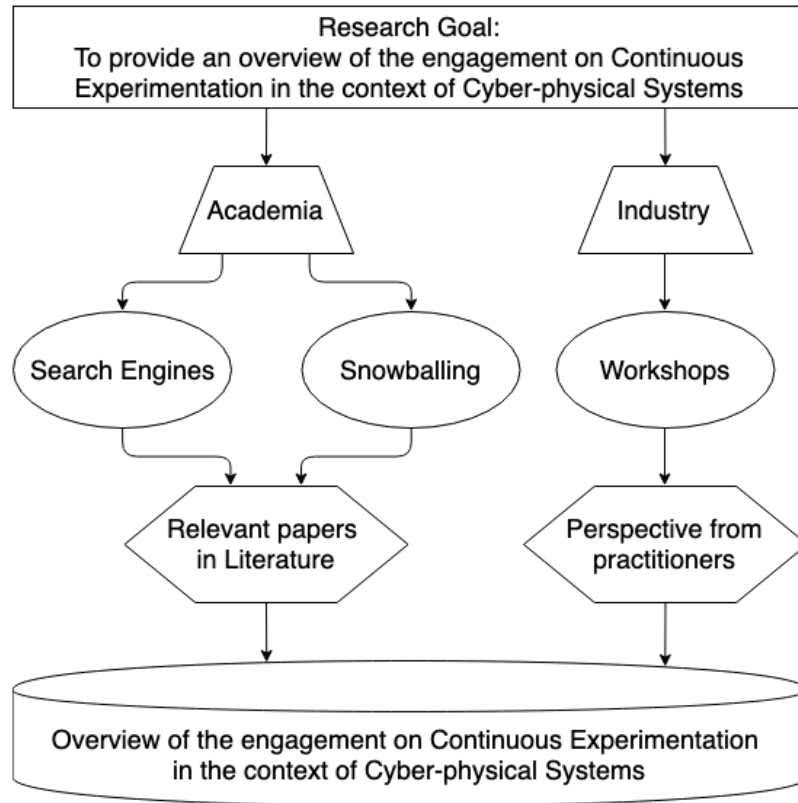 Research Goal:
To provide an overview of the engagement on Continuous
Experimentation in the context of Cyber-physical Systems
Academia
Industry
Search Engines
Snowballing
Workshops
Relevant papers
in Literature
Perspective from
practitioners
Overview of the engagement on Continuous Experimentation
in the context of Cyber-physical Systems